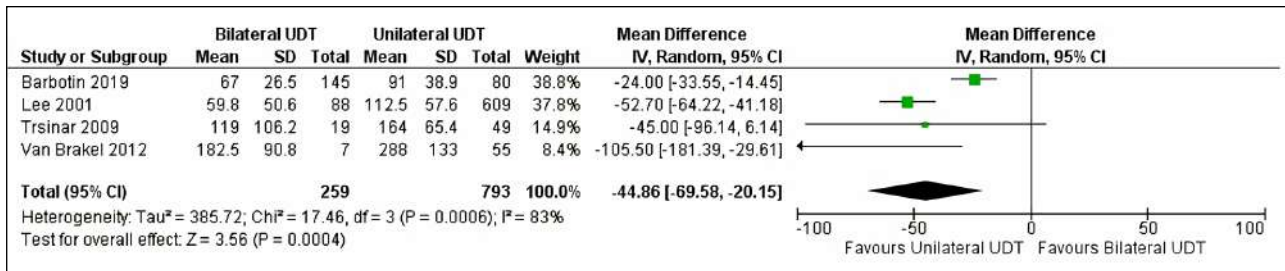 Bilateral UDT Unilateral UDT Mean Difference Mean Difference
Study or Subgroup Mean SD Total Mean SD Total Weight IV, Random, 95% CI IV, Random, 95% CI
Barbotin 2019 67 26.5 145 91 38.9 80 38.8% -24.00 [-33.55, -14.45]
Lee 2001 59.8 50.6 88 112.5 57.6 609 37.8% -52.70 [-64.22, -41.18]
Trsinar 2009 119 106.2 19 164 65.4 49 14.9% -45.00 [-96.14, 6.14]
Van Brakel 2012 182.5 90.8 7 288 133 55 8.4% -105.50 [-181.39, -29.61]
Total (95% CI) 259 793 100.0% -44.86 [-69.58, -20.15]
Heterogeneity: Tau² = 385.72; Chi² = 17.46, df = 3 (P = 0.0006); I² = 83%
Test for overall effect: Z = 3.56 (P = 0.0004)
-100 -50 0 50 100
Favours Unilateral UDT Favours Bilateral UDT